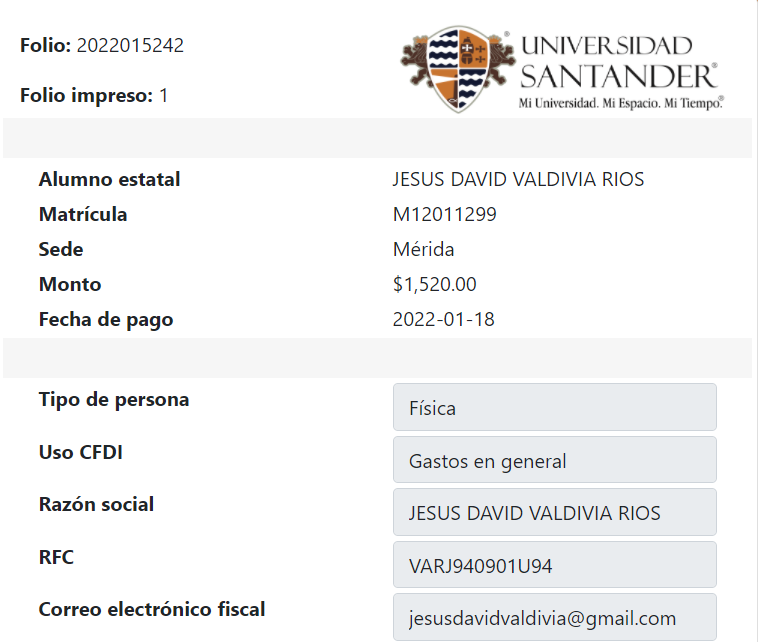 Folio: 2022015242
UNIVERSIDAD
SANTANDER®
Mi Universidad. Mi Espacio. Mi Tiempo.®
Folio impreso: 1
Alumno estatal JESUS DAVID VALDIVIA RIOS
Matrícula M12011299
Sede Mérida
Monto $1,520.00
Fecha de pago 2022-01-18
Tipo de persona Física
Uso CFDI Gastos en general
Razón social JESUS DAVID VALDIVIA RIOS
RFC VARJ940901U94
Correo electrónico fiscal jesusdavidvaldivia@gmail.com